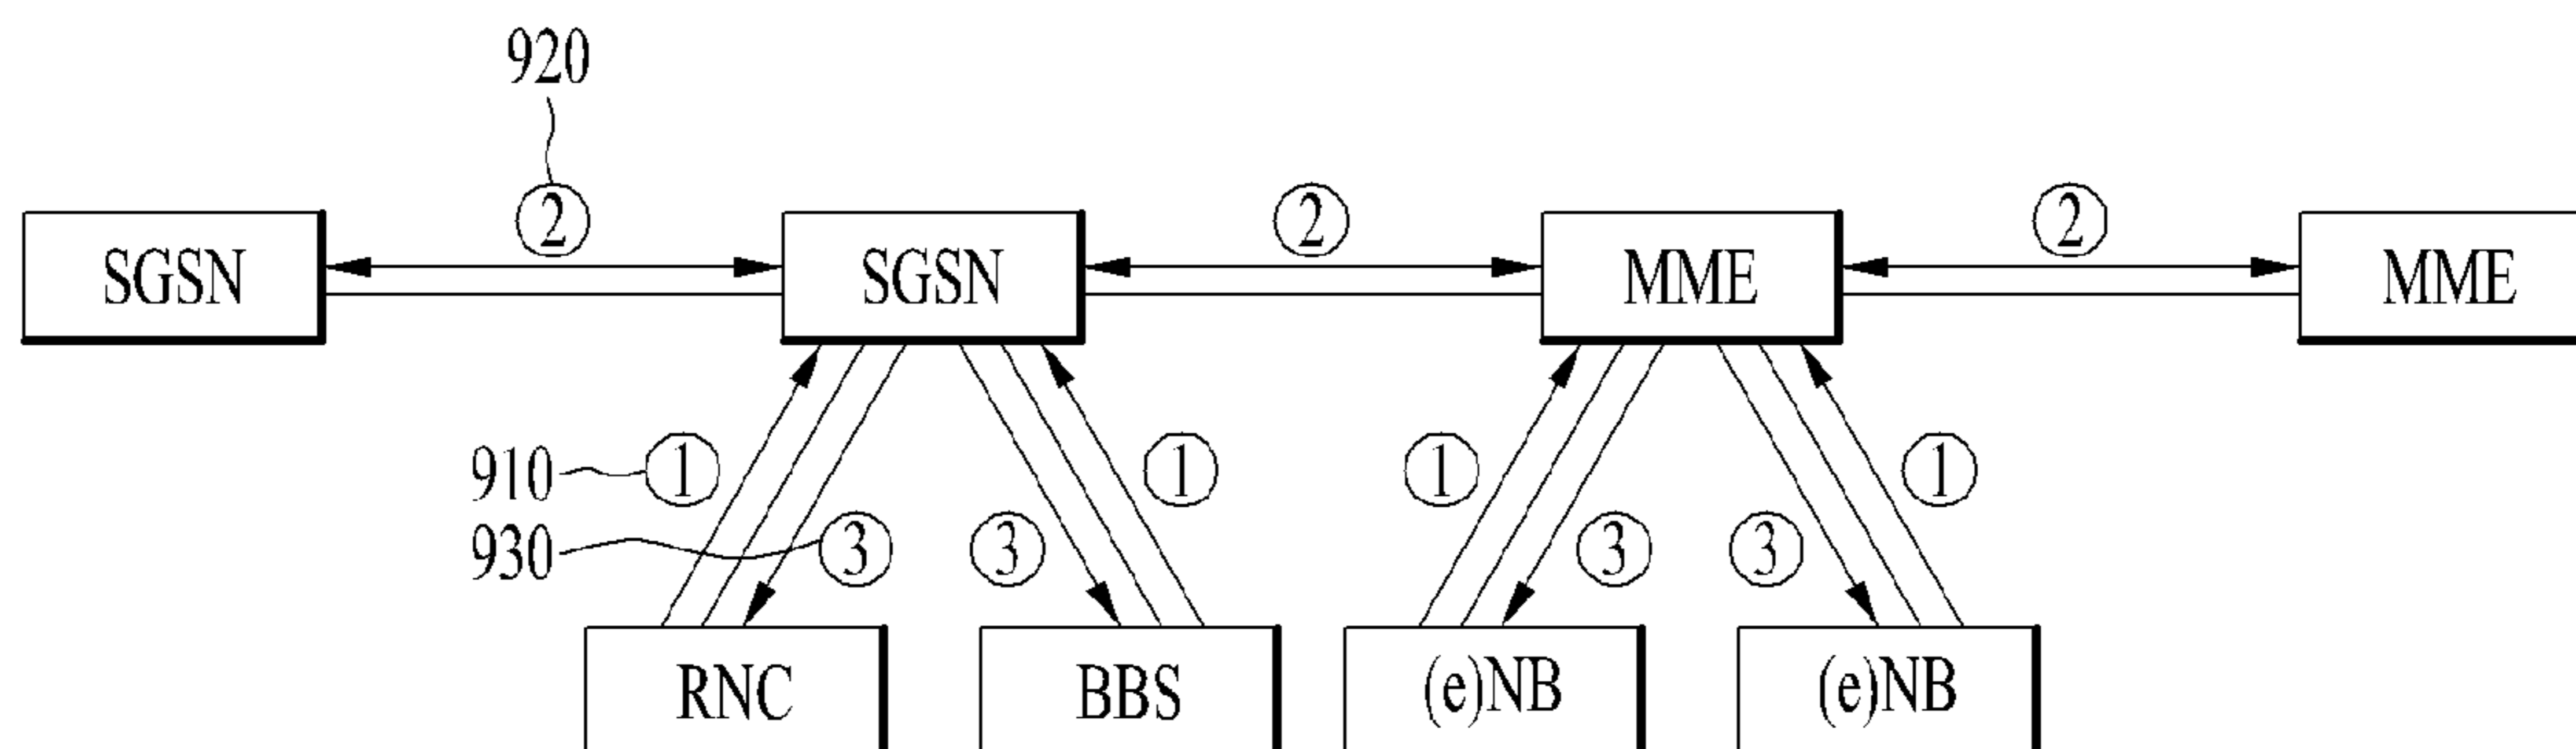 920
② ② ②
SGSN SGSN MME MME
910 ① ① ① ①
930 ③ ③ ③ ③
RNC BBS (e)NB (e)NB